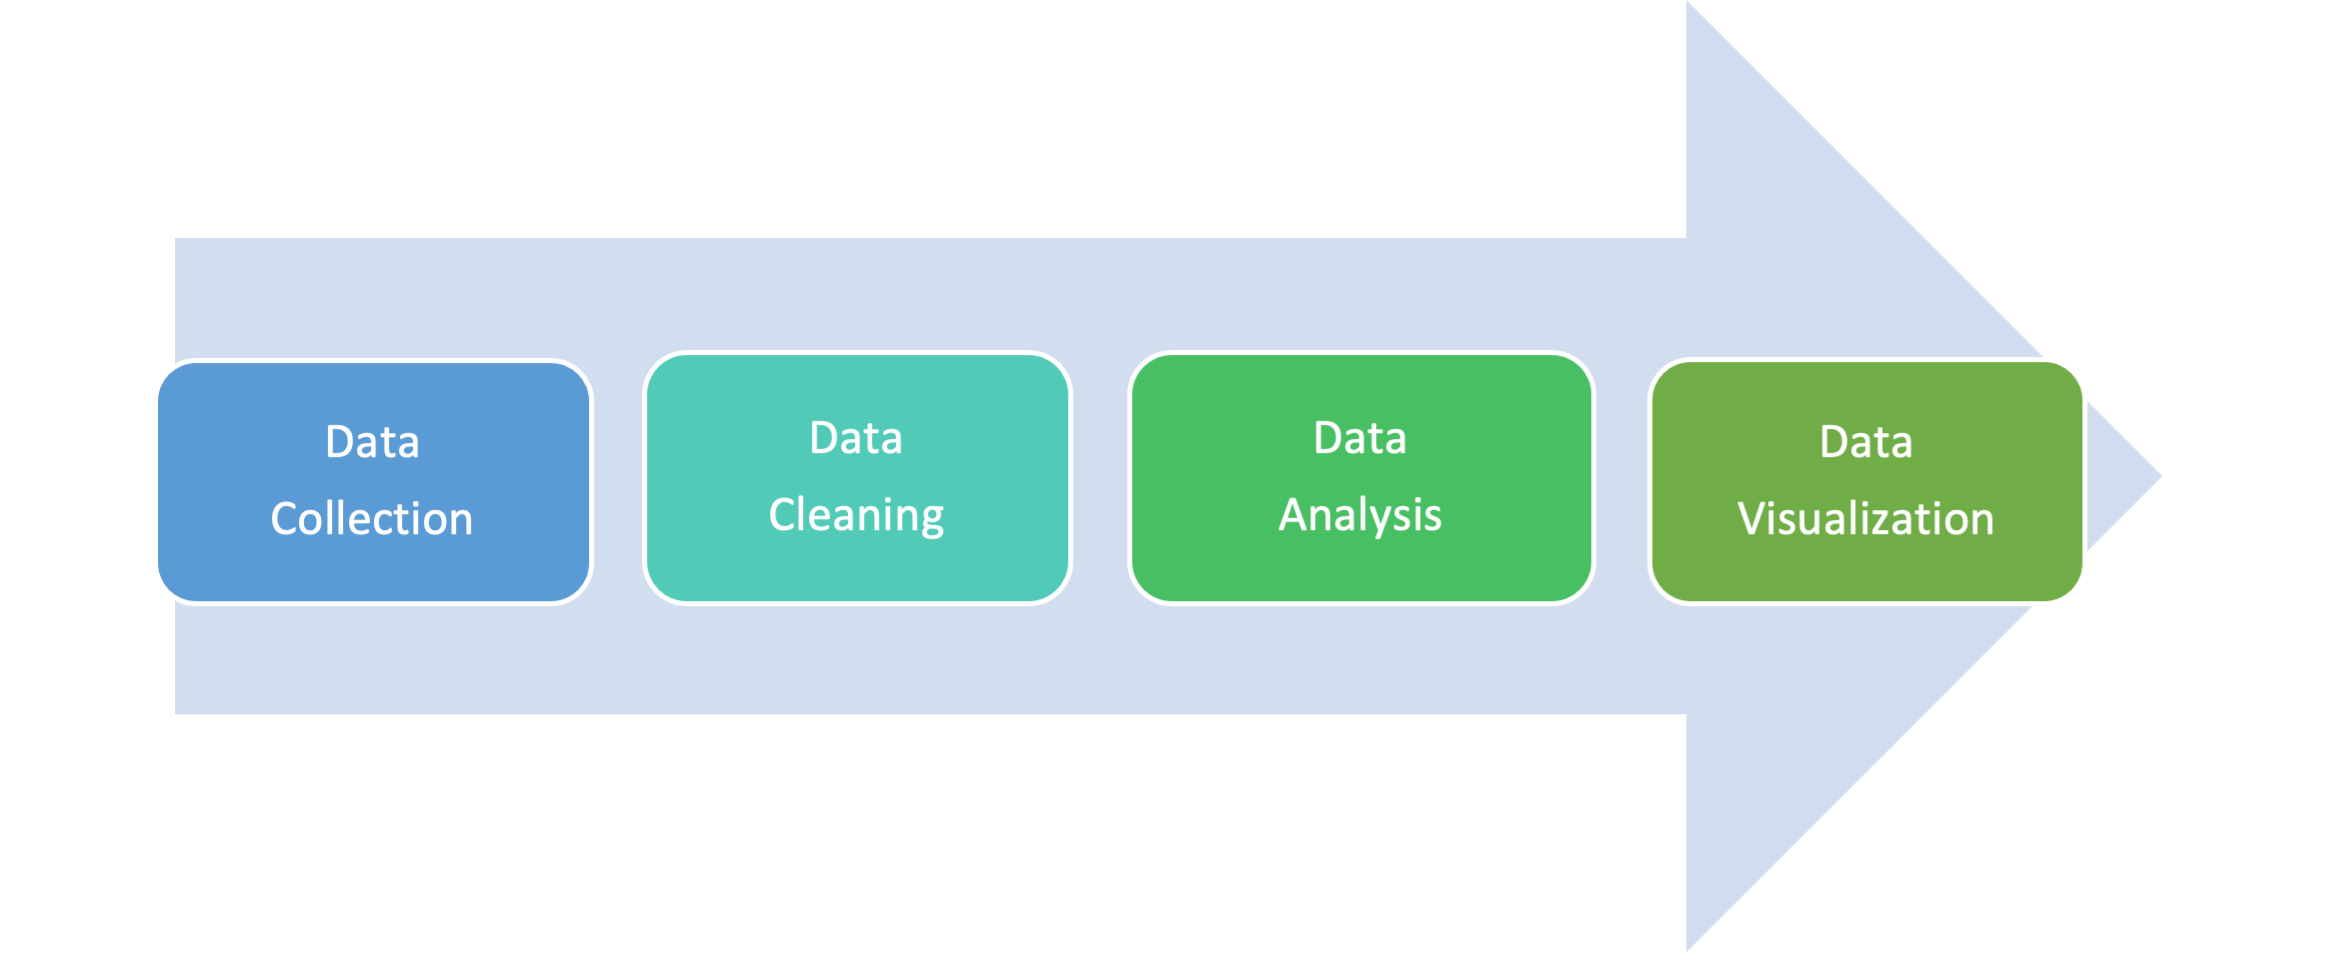 Data
Collection
Data
Cleaning
Data
Analysis
Data
Visualization